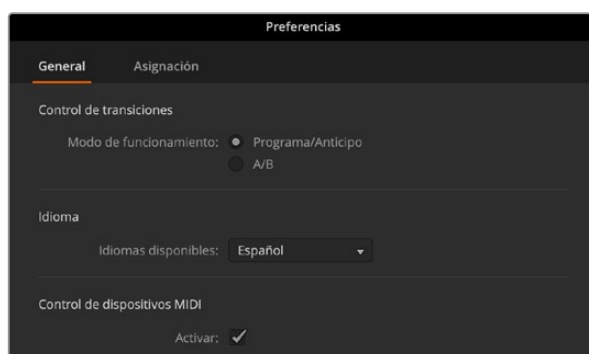 Preferencias
General Asignación
Control de transiciones
Modo de funcionamiento: Programa/Anticipo
A/B
Idioma
Idiomas disponibles: Español
Control de dispositivos MIDI
Activar: